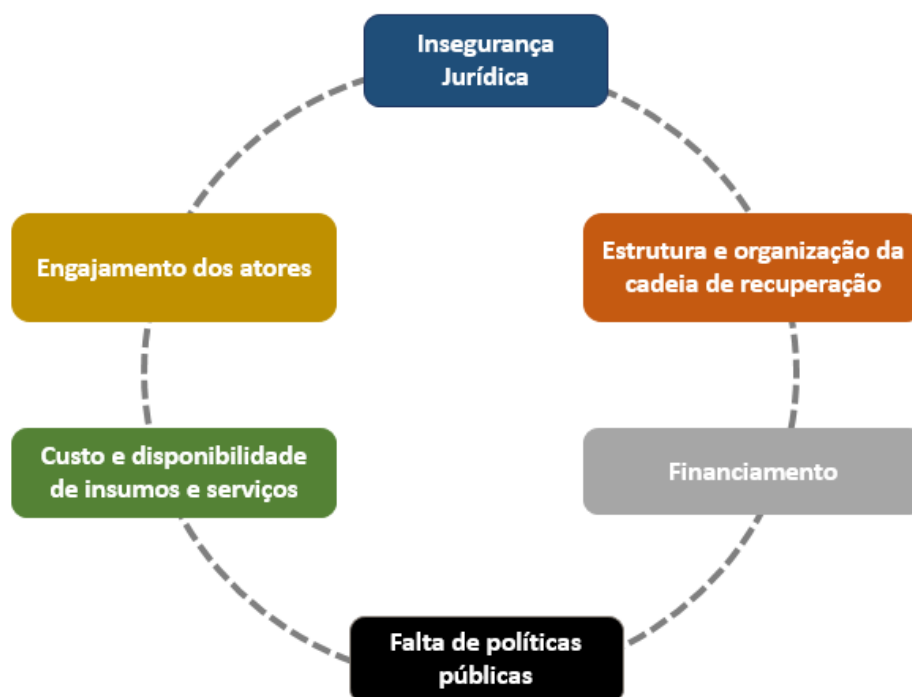 Insegurança
Jurídica
Engajamento dos atores
Estrutura e organização da
cadeia de recuperação
Custo e disponibilidade
de insumos e serviços
Financiamento
Falta de políticas
públicas